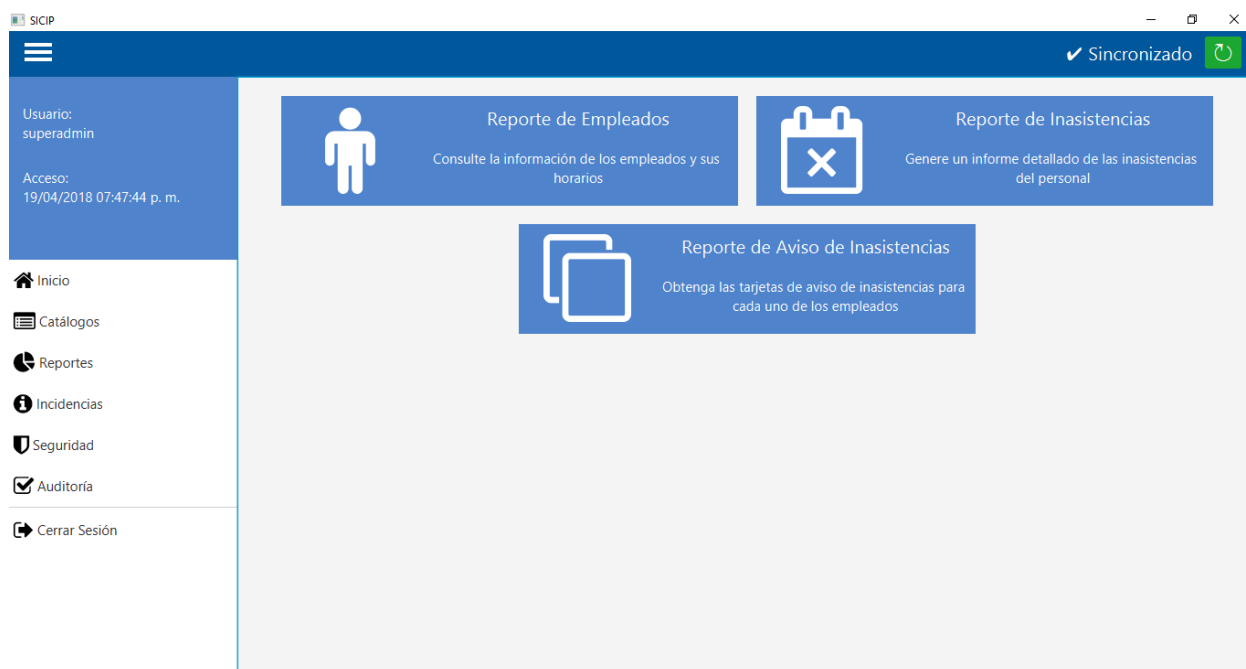 SICIP
✔ Sincronizado
Usuario:
superadmin
Acceso:
19/04/2018 07:47:44 p. m.
Inicio
Catálogos
Reportes
Incidencias
Seguridad
Auditoría
Cerrar Sesión
Reporte de Empleados
Consulte la información de los empleados y sus
horarios
Reporte de Inasistencias
Genere un informe detallado de las inasistencias
del personal
Reporte de Aviso de Inasistencias
Obtenga las tarjetas de aviso de inasistencias para
cada uno de los empleados